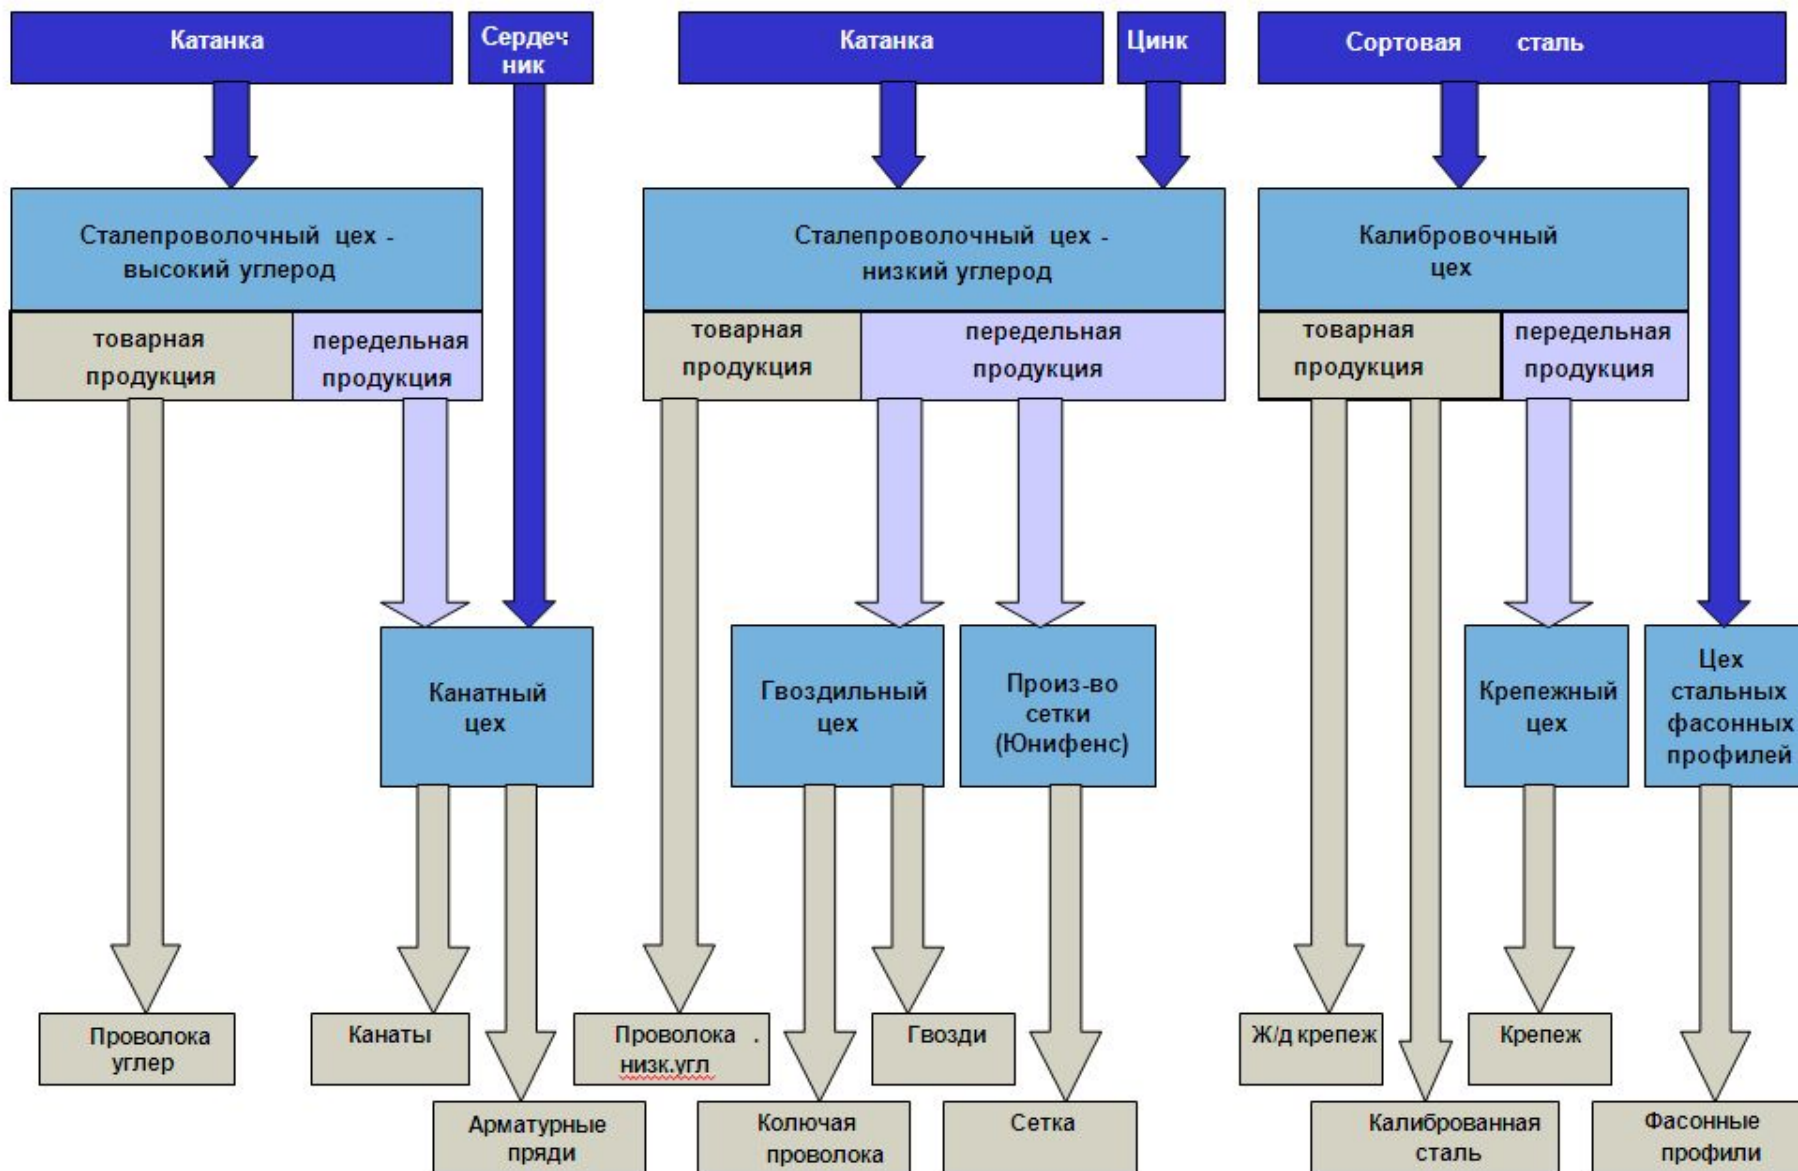 Катанка
Сердеч
ник
Катанка
Цинк
Сортовая сталь
Сталепроволочный цех -
высокий углерод
Сталепроволочный цех -
низкий углерод
Калибровочный
цех
товарная
продукция
передельная
продукция
товарная
продукция
передельная
продукция
товарная
продукция
передельная
продукция
Канатный
цех
Гвоздильный
цех
Произ-во
сетки
(Юнифенс)
Крепежный
цех
Цех
стальных
фасонных
профилей
Проволока
углер
Канаты
Проволока .
низк.угл
Гвозди
Ж/д крепеж
Крепеж
Арматурные
пряди
Колючая
проволока
Сетка
Калиброванная
сталь
Фасонные
профили